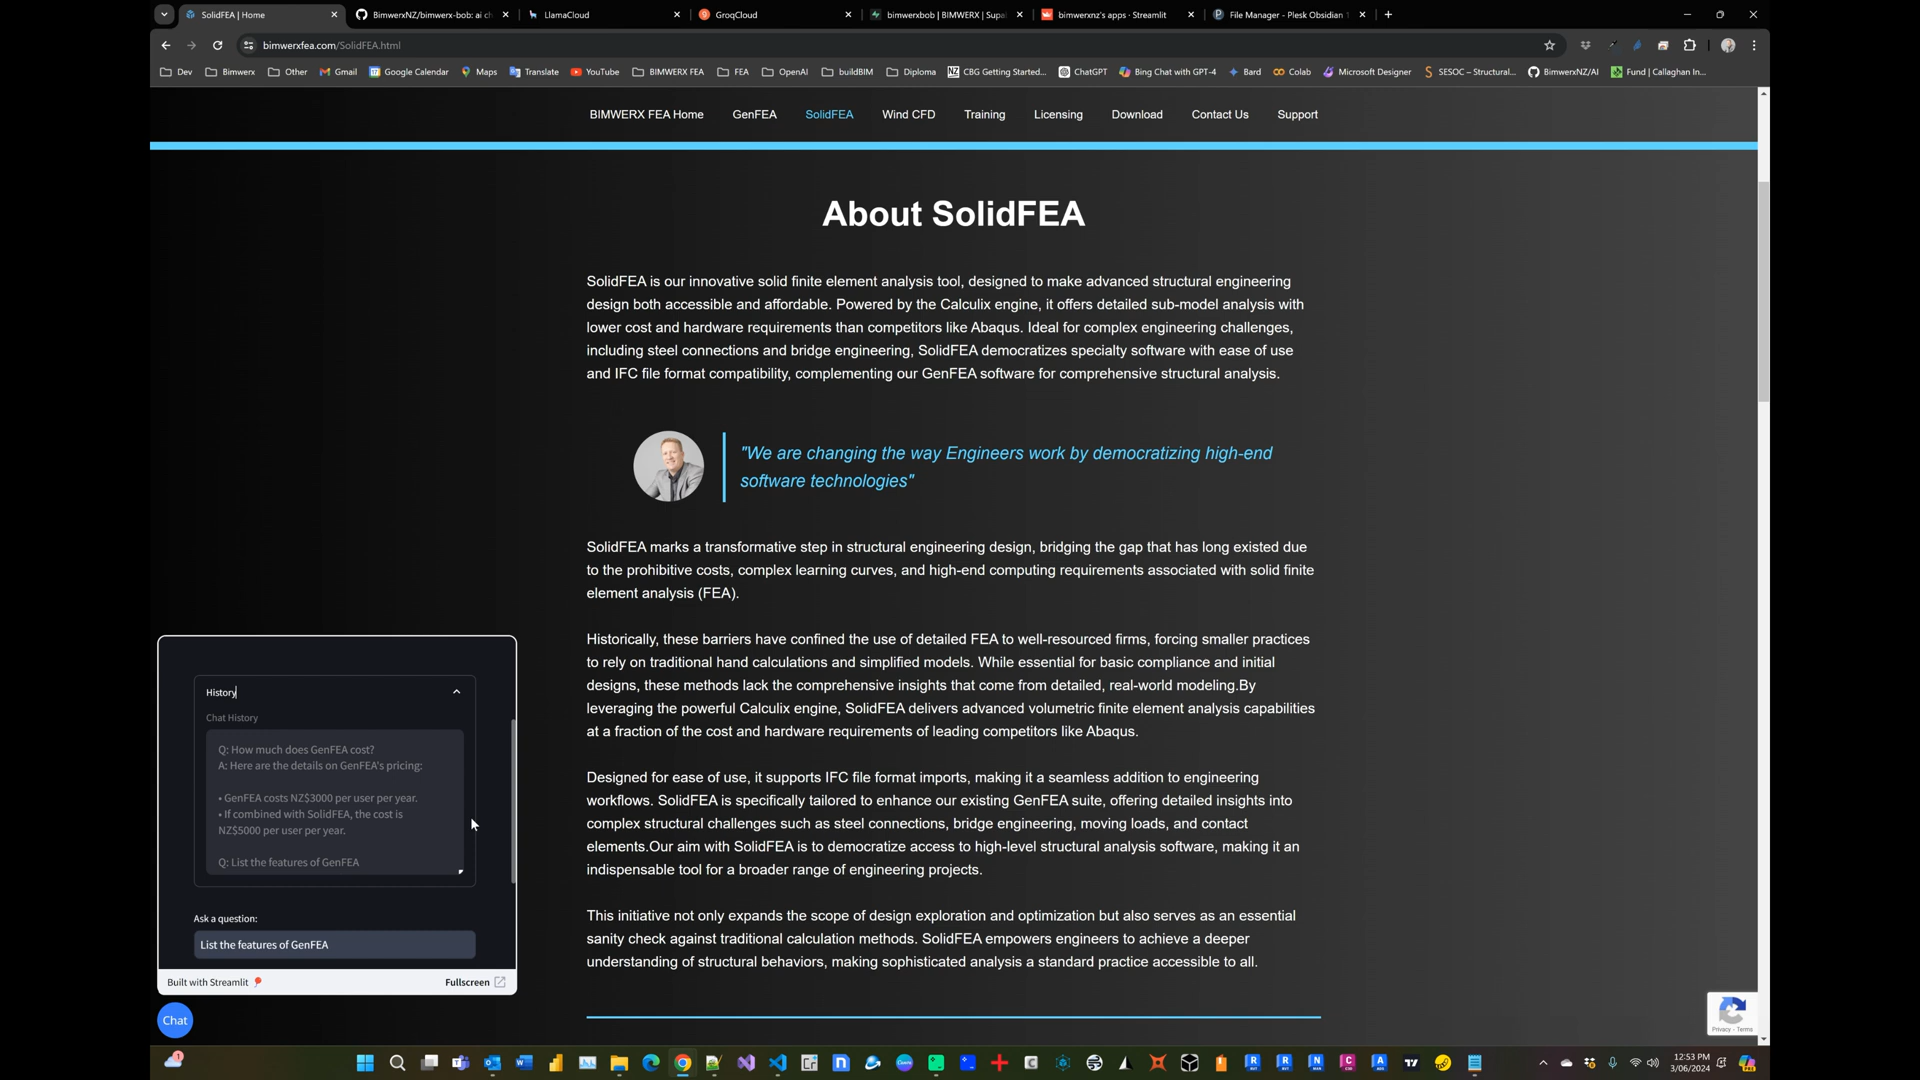 SolidFEA | Home
BimwerxNZ/bimwerx-bob: ai ch
LlamaCloud
GroqCloud
bimwerxbob | BIMWERX | Supa
bimwerxnz's apps · Streamlit
File Manager - Plesk Obsidian 1
bimwerxfea.com/SolidFEA.html
Dev
Bimwerx
Other
Gmail
Google Calendar
Maps
Translate
YouTube
BIMWERX FEA
FEA
OpenAI
buildBIM
Diploma
CBG Getting Started...
ChatGPT
Bing Chat with GPT-4
Bard
Colab
Microsoft Designer
SESOC – Structural...
BimwerxNZ/AI
Fund | Callaghan In...
BIMWERX FEA Home
GenFEA
SolidFEA
Wind CFD
Training
Licensing
Download
Contact Us
Support
About SolidFEA
SolidFEA is our innovative solid finite element analysis tool, designed to make advanced structural engineering
design both accessible and affordable. Powered by the Calculix engine, it offers detailed sub-model analysis with
lower cost and hardware requirements than competitors like Abaqus. Ideal for complex engineering challenges,
including steel connections and bridge engineering, SolidFEA democratizes specialty software with ease of use
and IFC file format compatibility, complementing our GenFEA software for comprehensive structural analysis.
"We are changing the way Engineers work by democratizing high-end
software technologies"
SolidFEA marks a transformative step in structural engineering design, bridging the gap that has long existed due
to the prohibitive costs, complex learning curves, and high-end computing requirements associated with solid finite
element analysis (FEA).
Historically, these barriers have confined the use of detailed FEA to well-resourced firms, forcing smaller practices
to rely on traditional hand calculations and simplified models. While essential for basic compliance and initial
designs, these methods lack the comprehensive insights that come from detailed, real-world modeling.By
leveraging the powerful Calculix engine, SolidFEA delivers advanced volumetric finite element analysis capabilities
at a fraction of the cost and hardware requirements of leading competitors like Abaqus.
Designed for ease of use, it supports IFC file format imports, making it a seamless addition to engineering
workflows. SolidFEA is specifically tailored to enhance our existing GenFEA suite, offering detailed insights into
complex structural challenges such as steel connections, bridge engineering, moving loads, and contact
elements.Our aim with SolidFEA is to democratize access to high-level structural analysis software, making it an
indispensable tool for a broader range of engineering projects.
This initiative not only expands the scope of design exploration and optimization but also serves as an essential
sanity check against traditional calculation methods. SolidFEA empowers engineers to achieve a deeper
understanding of structural behaviors, making sophisticated analysis a standard practice accessible to all.
History
Chat History
Q: How much does GenFEA cost?
A: Here are the details on GenFEA's pricing:
• GenFEA costs NZ$3000 per user per year.
• If combined with SolidFEA, the cost is
NZ$5000 per user per year.
Q: List the features of GenFEA
Ask a question:
List the features of GenFEA
Built with Streamlit
Fullscreen
Chat
Privacy - Terms
12:53 PM
3/06/2024